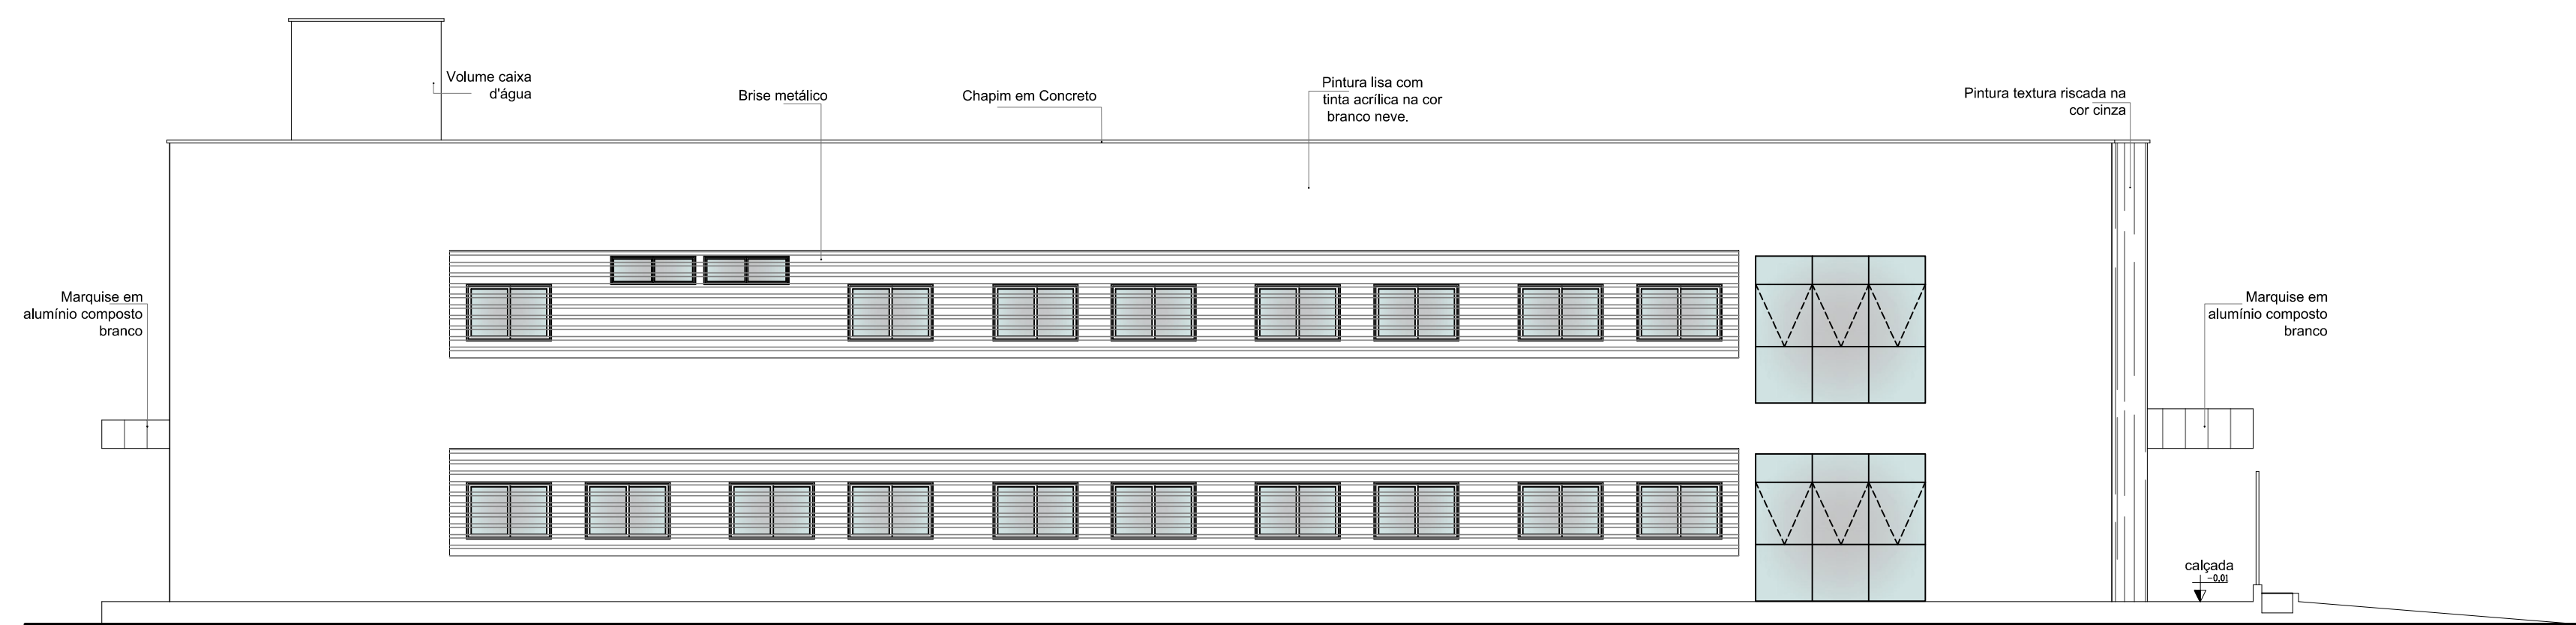 Volume caixa
d'água
Brise metálico
Chapim em Concreto
Pintura lisa com
tinta acrílica na cor
branco neve.
Pintura textura riscada na
cor cinza
Marquise em
alumínio composto
branco
Marquise em
alumínio composto
branco
calçada
-0.01